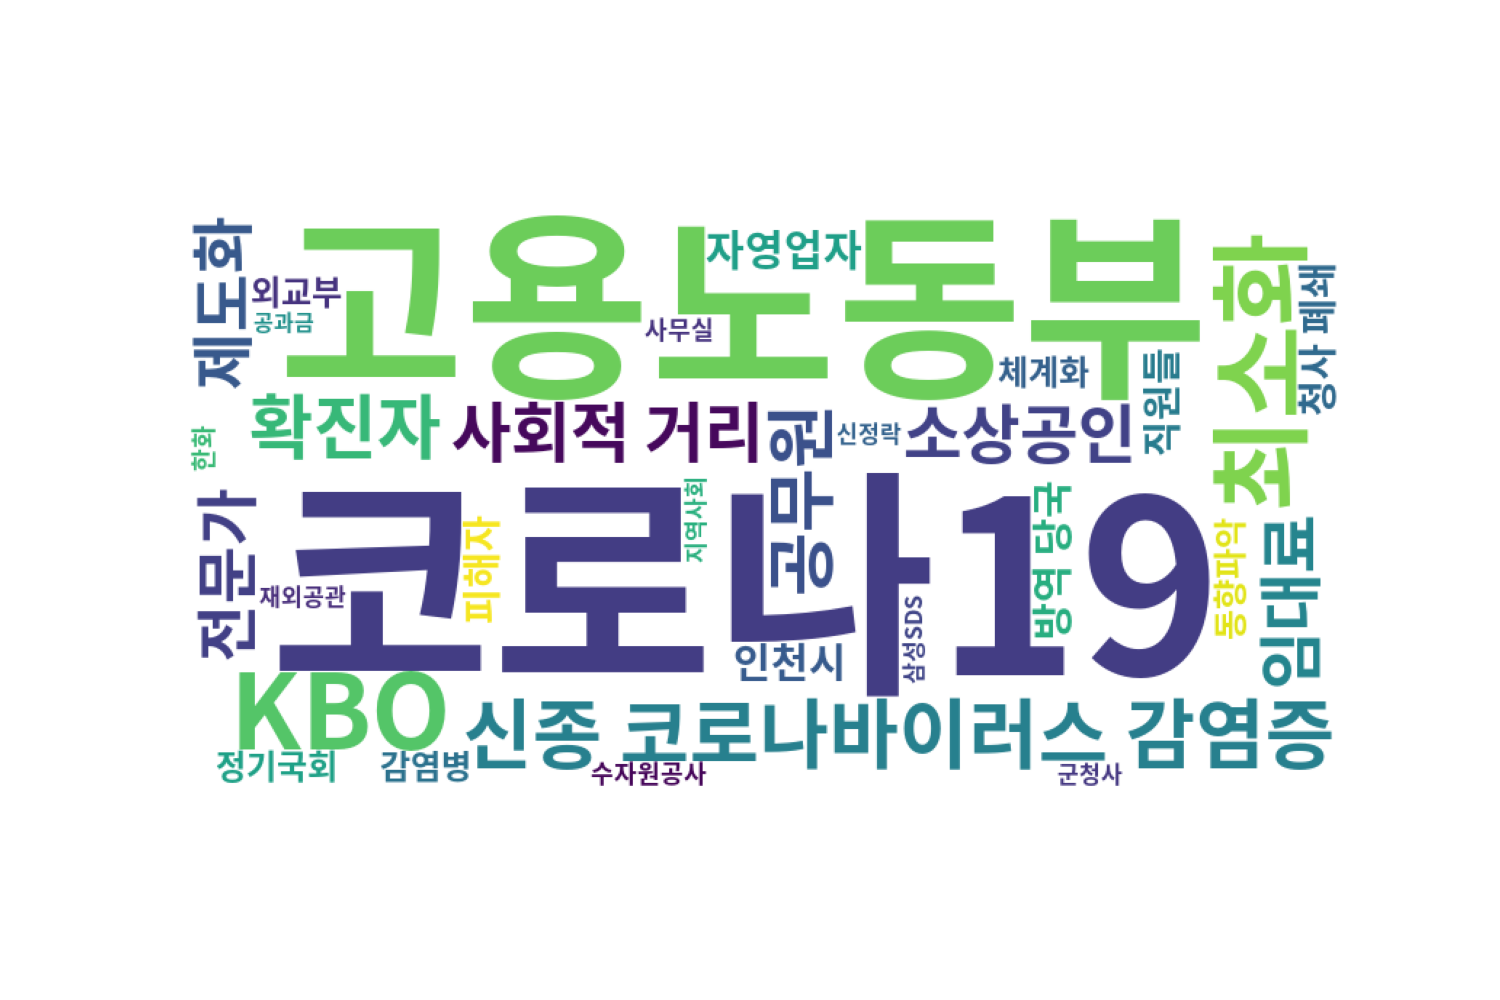 제도화
고용노동부
자영업자
외교부
공과금
사무실
최소화
청사 폐쇄
체계화
직원들
확진자
사회적 거리
공무원
신정락
소상공인
한화
코로나19
전문가
재외공관
피해자
지역사회
방역 당국
동향파악
임대료
삼성SDS
인천시
KBO
신종 코로나바이러스 감염증
정기국회
감염병
수자원공사
군청사